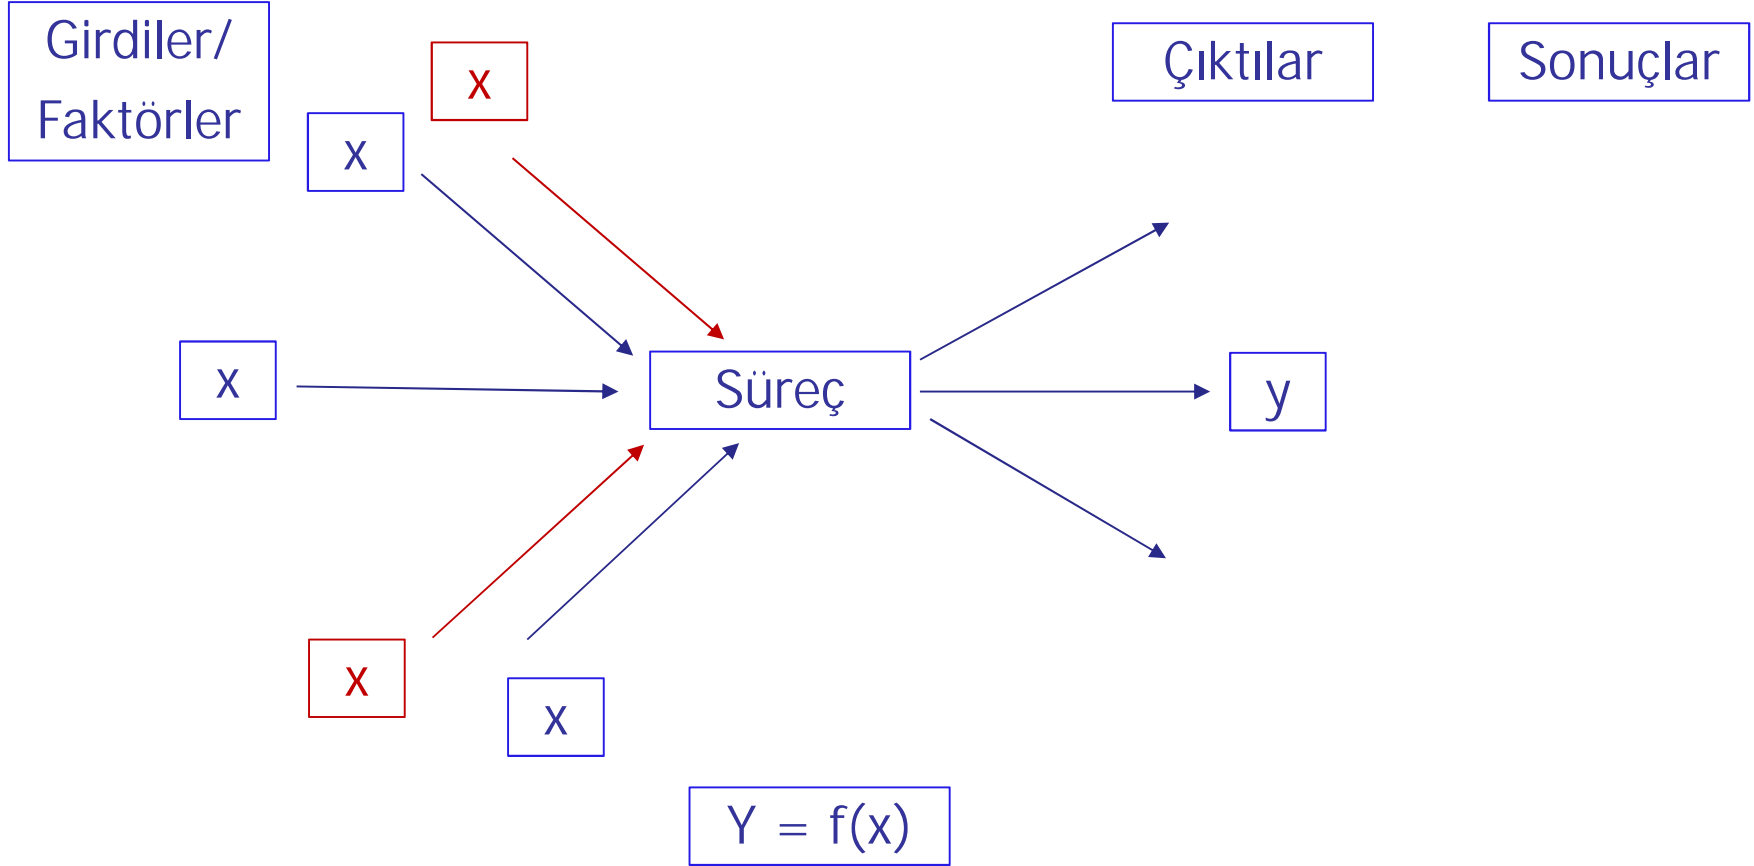 Girdiler/
Faktörler
x
x
Çıktılar
Sonuçlar
x
Süreç
y
x
x
Y = f(x)